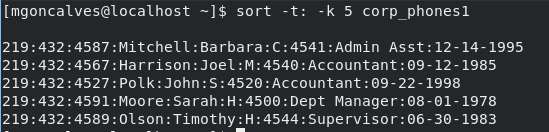 [mgoncalves@localhost ~]$ sort -t: -k 5 corp_phones1
219:432:4587:Mitchell:Barbara:C:4541:Admin Asst:12-14-1995
219:432:4567:Harrison:Joel:M:4540:Accountant:09-12-1985
219:432:4527:Polk:John:S:4520:Accountant:09-22-1998
219:432:4591:Moore:Sarah:H:4500:Dept Manager:08-01-1978
219:432:4589:Olson:Timothy:H:4544:Supervisor:06-30-1983